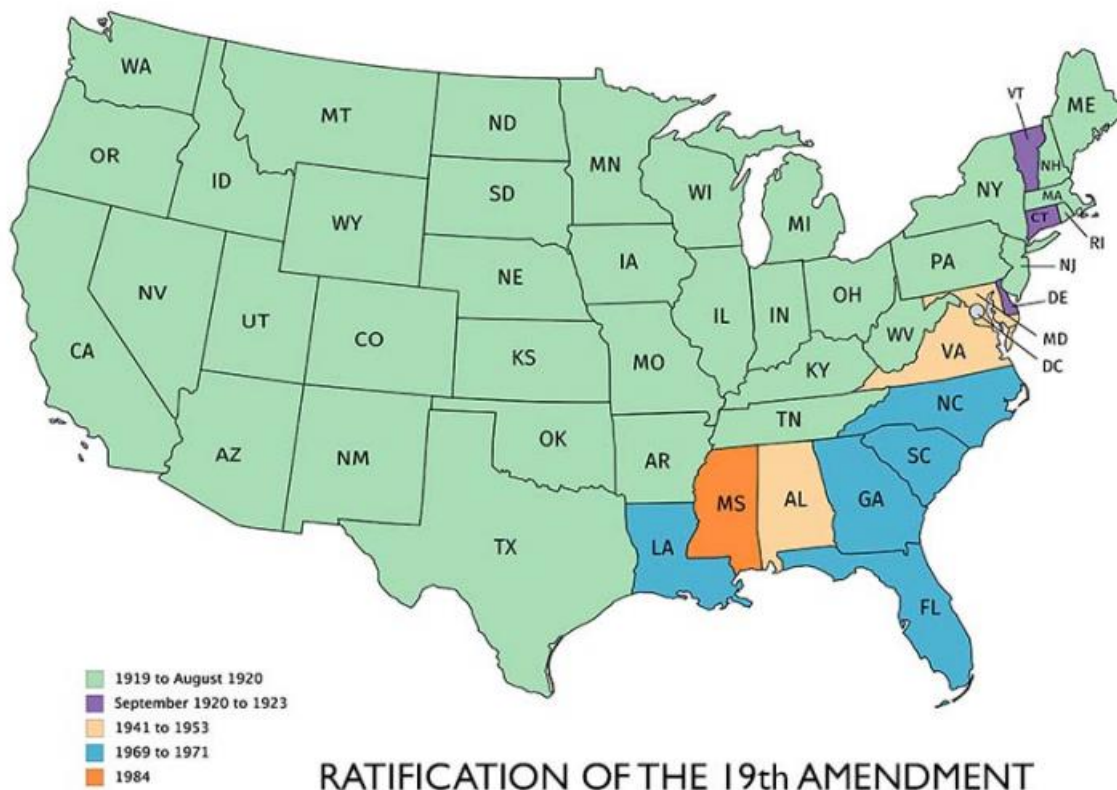 WA
MT
ND
MN
VT
ME
OR
ID
SD
WI
NH
NY
MA
WY
MI
CT
RI
IA
NE
PA
NJ
NV
UT
IL
IN
OH
DE
CO
CA
KS
MO
WV
MD
VA
DC
KY
NC
TN
OK
AZ
NM
AR
SC
MS
AL
GA
TX
LA
FL
1919 to August 1920
September 1920 to 1923
1941 to 1953
1969 to 1971
1984
RATIFICATION OF THE 19th AMENDMENT